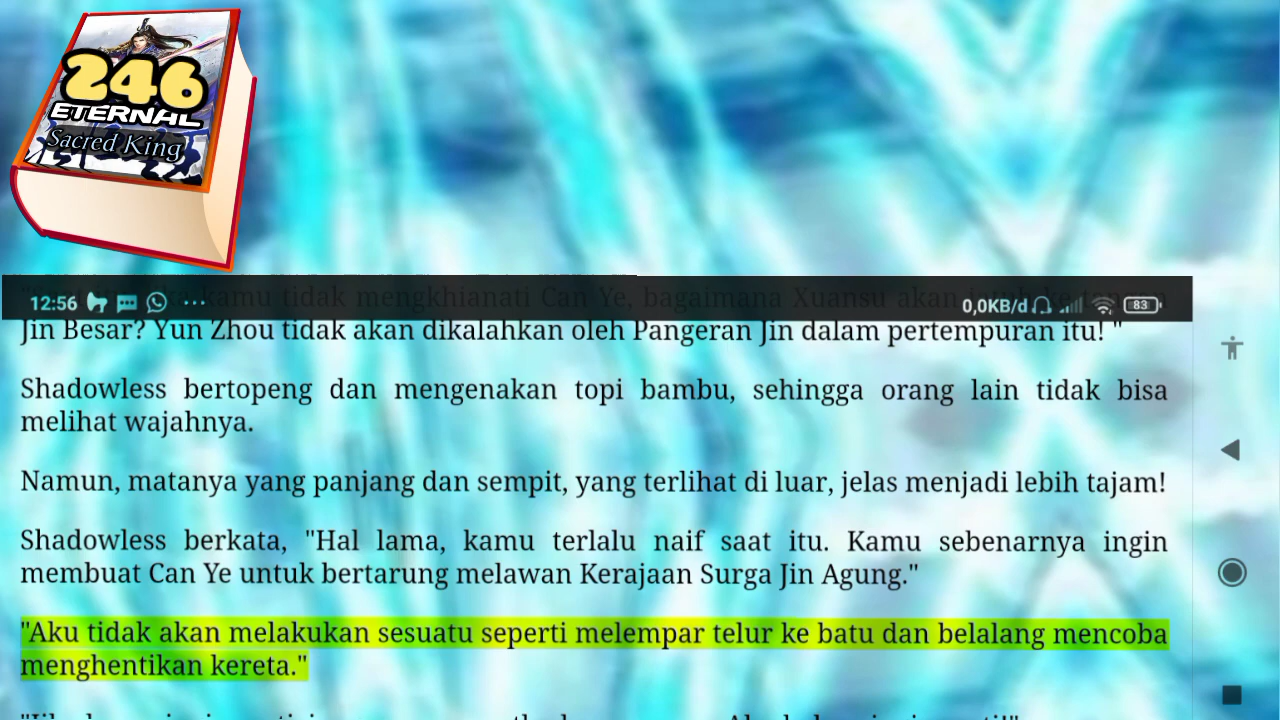 246
ETERNAL
Sacred King
kamu tidak mengkhianati Can Ye, bagaimana Xuansu akan jatuh ke tangan
12:56
0,0KB/d
83
Jin Besar? Yun Zhou tidak akan dikalahkan oleh Pangeran Jin dalam pertempuran itu! "
Shadowless bertopeng dan mengenakan topi bambu, sehingga orang lain tidak bisa
melihat wajahnya.
Namun, matanya yang panjang dan sempit, yang terlihat di luar, jelas menjadi lebih tajam!
Shadowless berkata, "Hal lama, kamu terlalu naif saat itu. Kamu sebenarnya ingin
membuat Can Ye untuk bertarung melawan Kerajaan Surga Jin Agung."
"Aku tidak akan melakukan sesuatu seperti melempar telur ke batu dan belalang mencoba
menghentikan kereta."